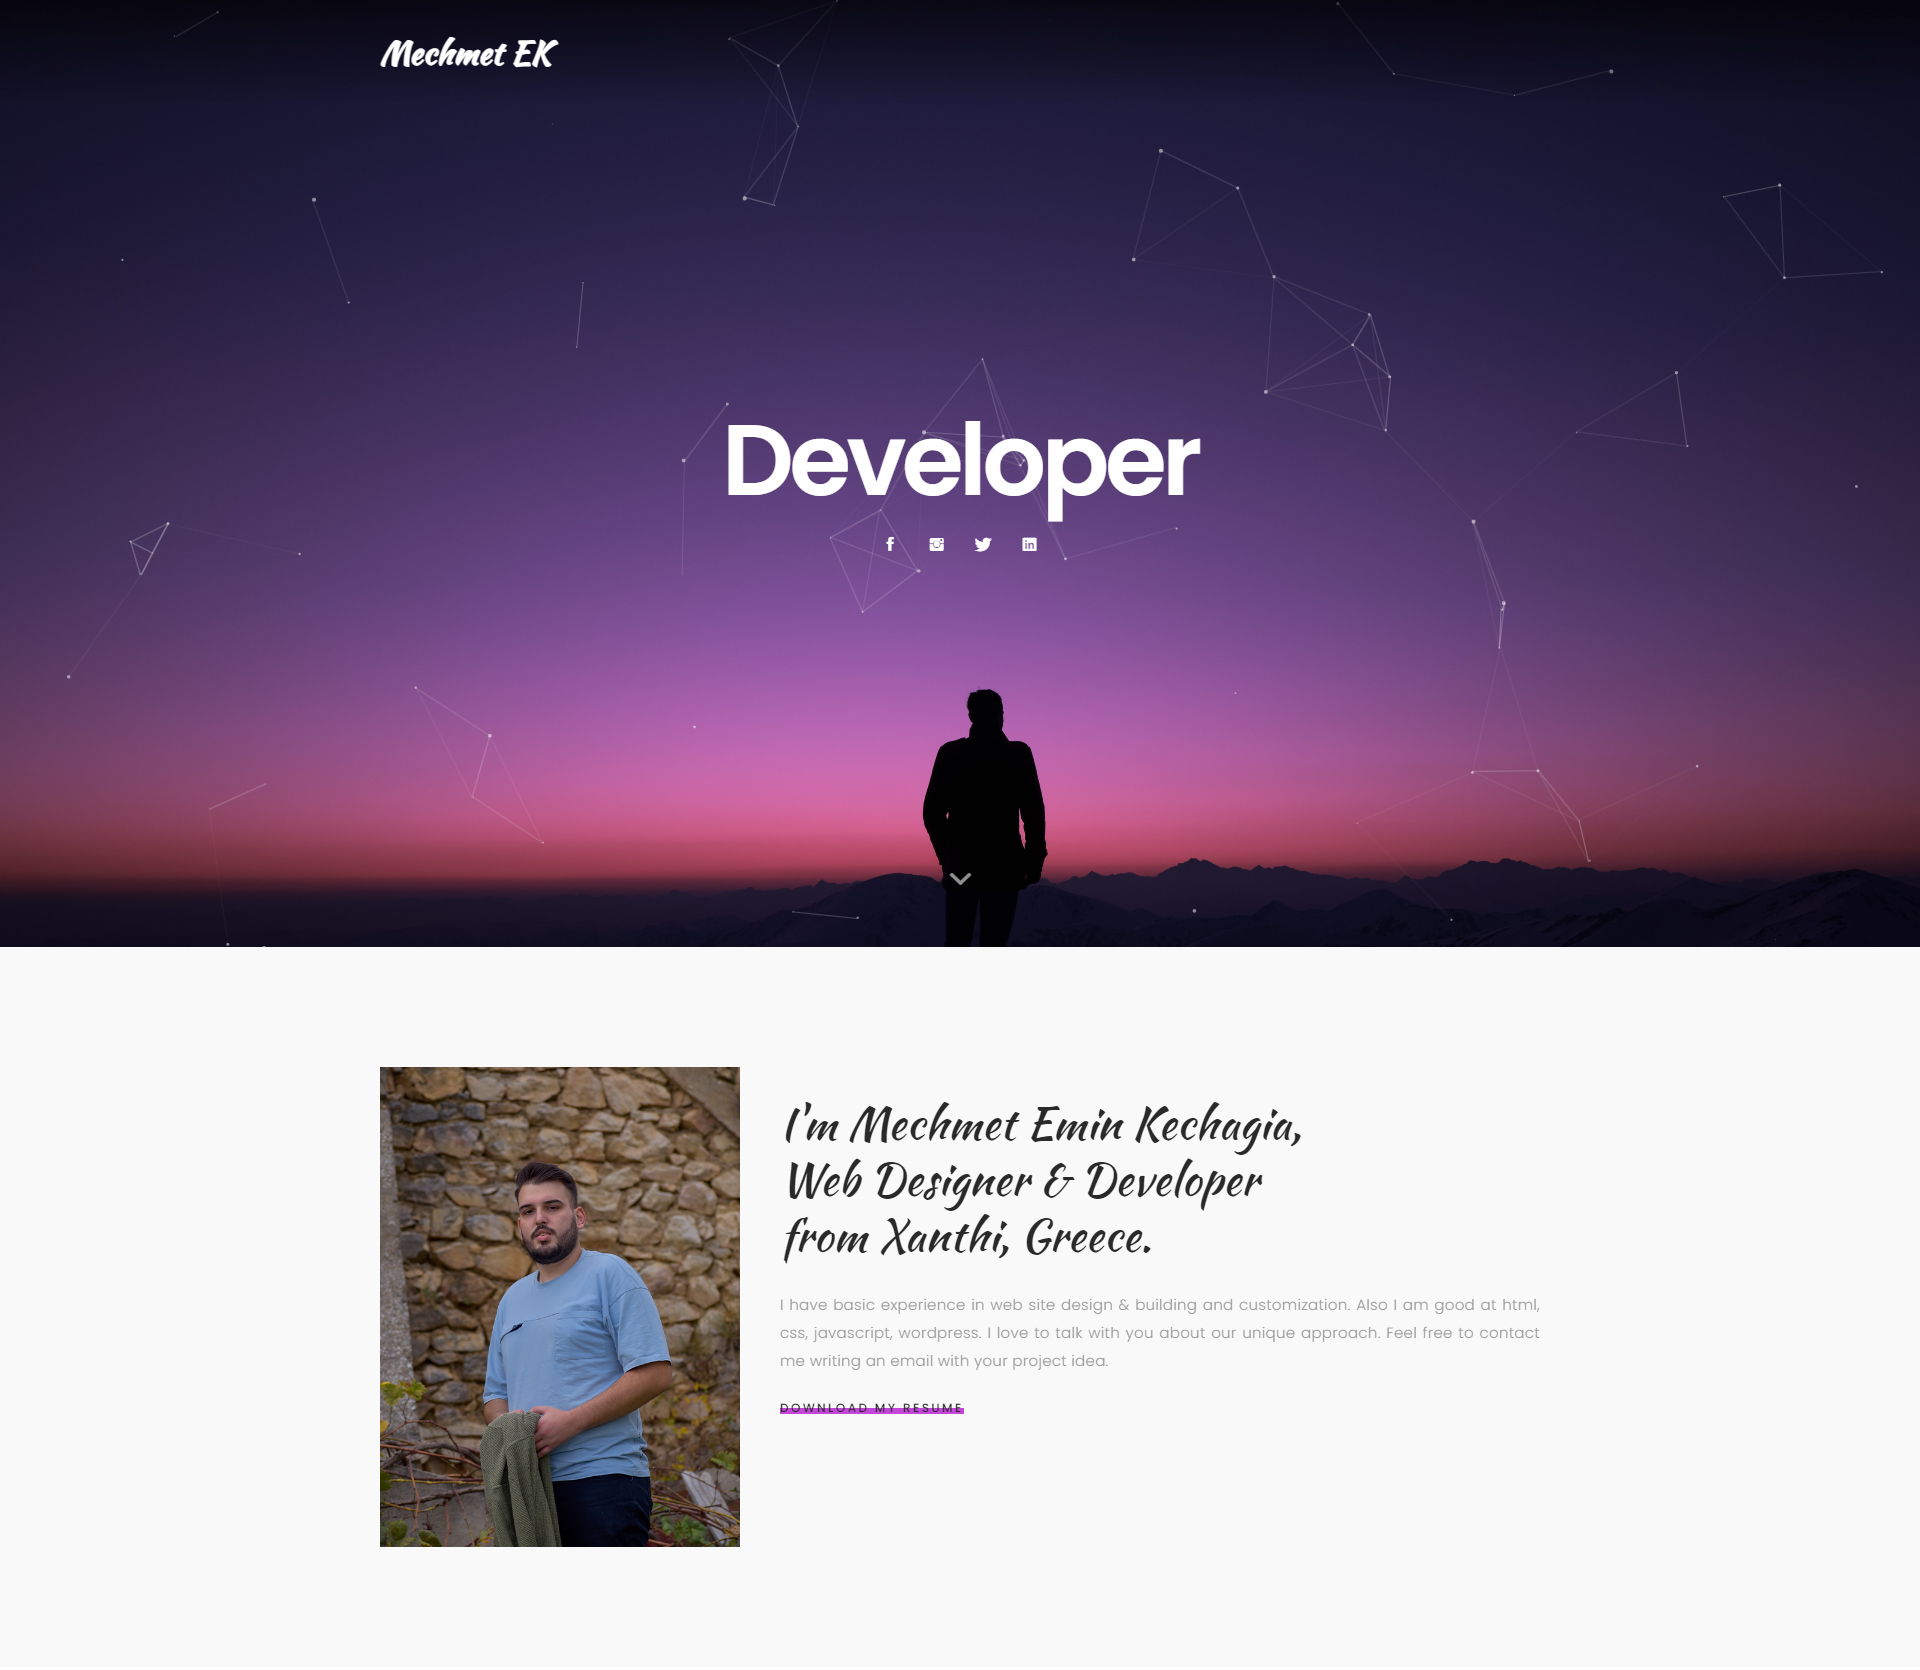 Mechmet EK
Developer
I'm Mechmet Emin Kechagia,
Web Designer & Developer
from Xanthi, Greece.
I have basic experience in web site design & building and customization. Also I am good at html,
css, javascript, wordpress. I love to talk with you about our unique approach. Feel free to contact
me writing an email with your project idea.
DOWNLOAD MY RESUME